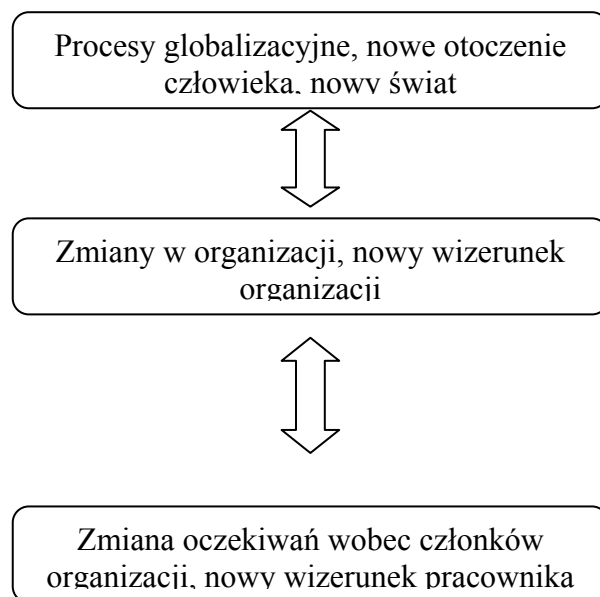 Procesy globalizacyjne, nowe otoczenie
człowieka, nowy świat
Zmiany w organizacji, nowy wizerunek
organizacji
Zmiana oczekiwań wobec członków
organizacji, nowy wizerunek pracownika